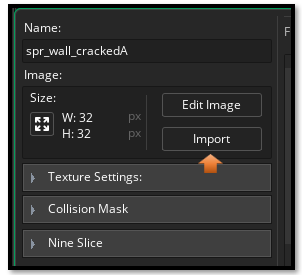 Name:
spr_wall_crackedA
Image:
Size:
W: 32 px
H: 32 px
Edit Image
Import
Texture Settings:
Collision Mask
Nine Slice